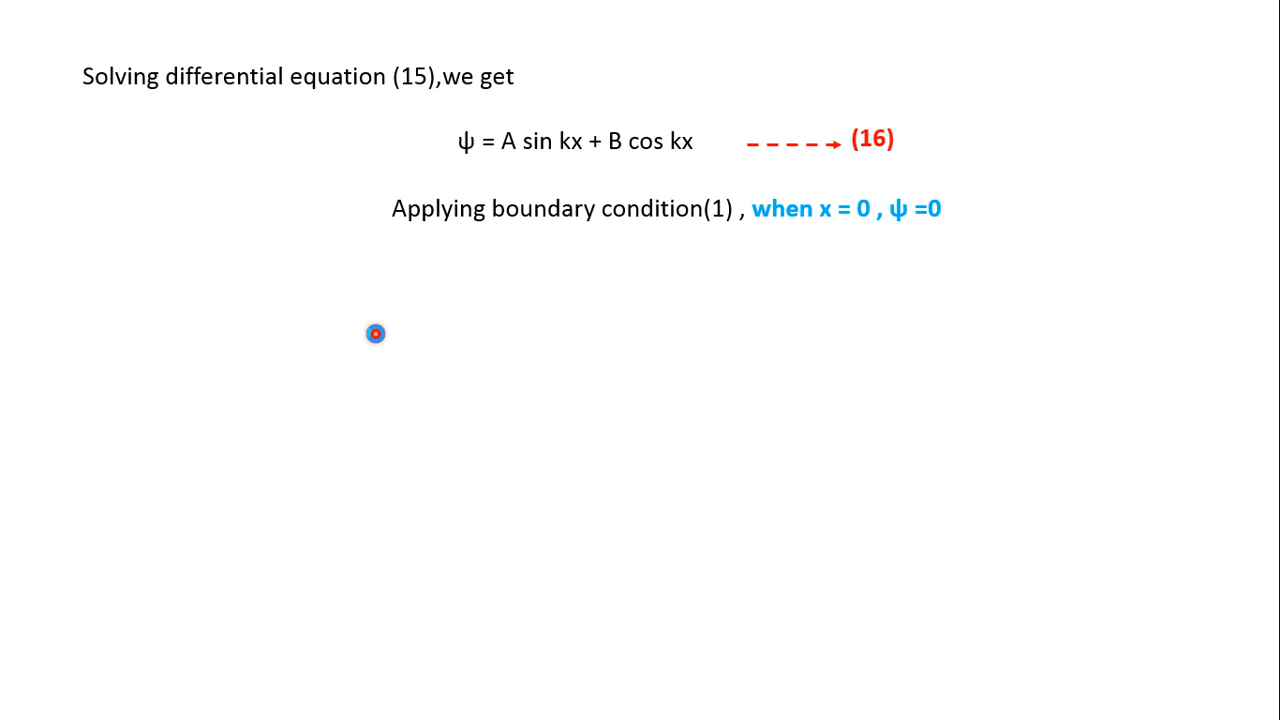 Solving differential equation (15),we get
ψ = A sin kx + B cos kx (16)
Applying boundary condition(1) , when x = 0 , ψ =0